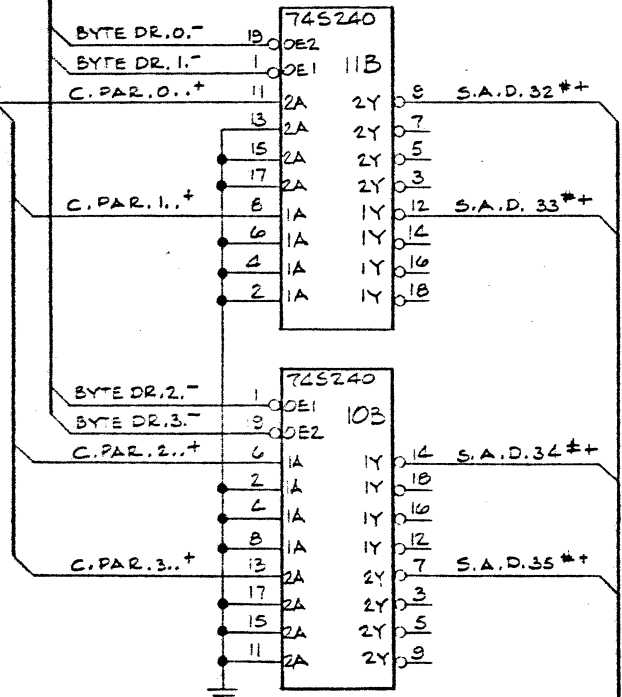 74S240
BYTE DR.0.- 19 OE2
BYTE DR.1.- 1 OE1 11B
C.PAR.0..+ 11 2A 2Y 9 S.A.D.32*+
13 2A 2Y 7
15 2A 2Y 5
17 2A 2Y 3
C.PAR.1..+ 8 1A 1Y 12 S.A.D.33*+
6 1A 1Y 14
4 1A 1Y 16
2 1A 1Y 18
74S240
BYTE DR.2.- 1 OE1 10B
BYTE DR.3.- 19 OE2
C.PAR.2..+ 6 1A 1Y 14 S.A.D.34*+
2 1A 1Y 18
4 1A 1Y 16
8 1A 1Y 12
C.PAR.3..+ 13 2A 2Y 7 S.A.D.35*+
17 2A 2Y 3
15 2A 2Y 5
11 2A 2Y 9